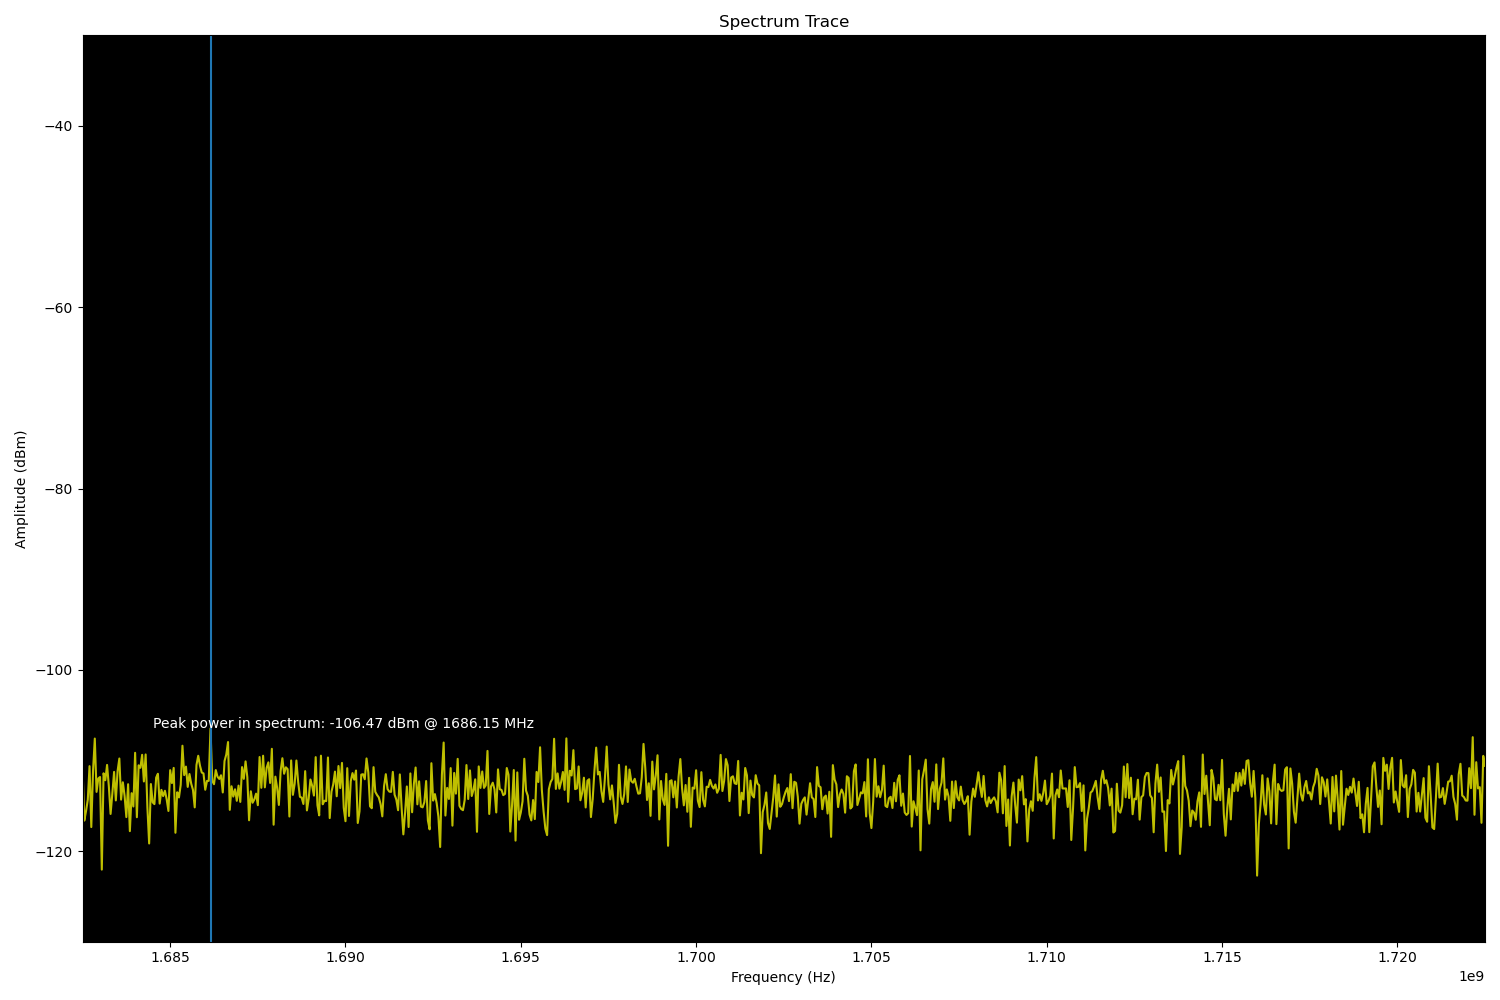 Spectrum Trace
−40
−60
−80
−100
−120
Amplitude (dBm)
Peak power in spectrum: -106.47 dBm @ 1686.15 MHz
1.685 1.690 1.695 1.700 1.705 1.710 1.715 1.720
Frequency (Hz)
1e9